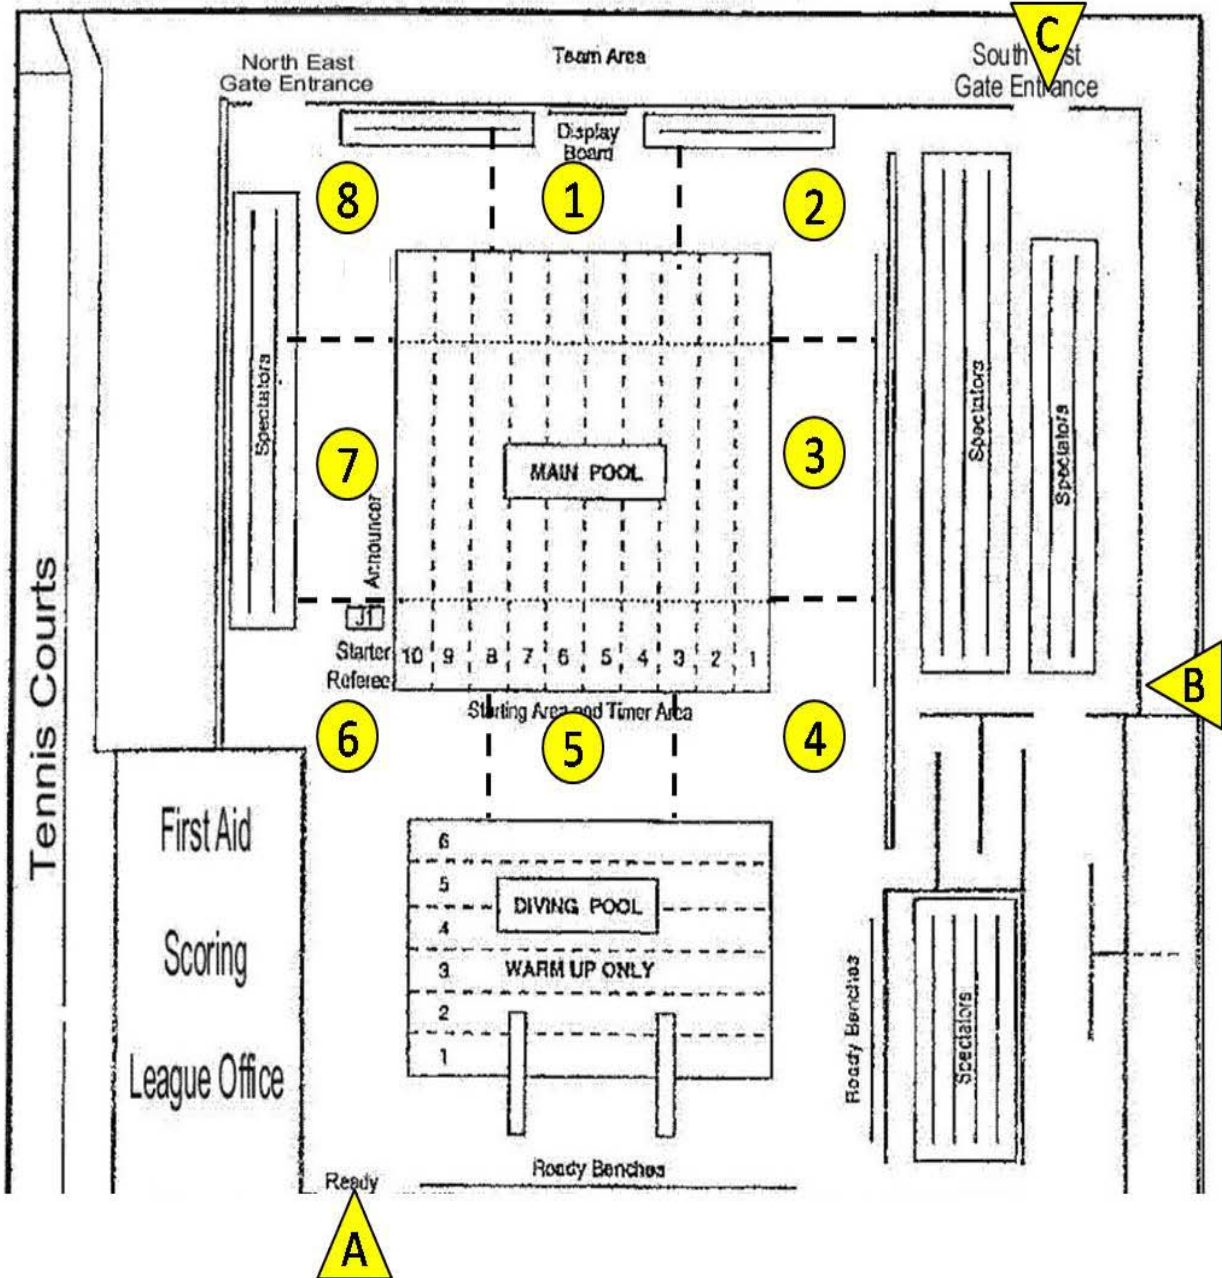 C
Team Area
North East
Gate Entrance
South
Gate Entrance
Display
Board
8
1
2
Spectators
Spectators
Spectators
7
MAIN POOL
3
Announcer
J1
Starter
Referee
10 9 8 7 6 5 4 3 2 1
Starting Area and Timer Area
B
6
5
4
Tennis Courts
First Aid
Scoring
League Office
6
5
DIVING POOL
4
3
WARM UP ONLY
2
1
Ready Benches
Spectators
Ready Benches
Ready
A